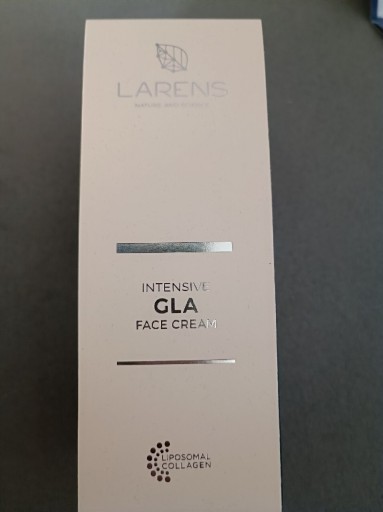 LARENS
INTENSIVE
GLA
FACE CREAM
LIPOSOMAL
COLLAGEN